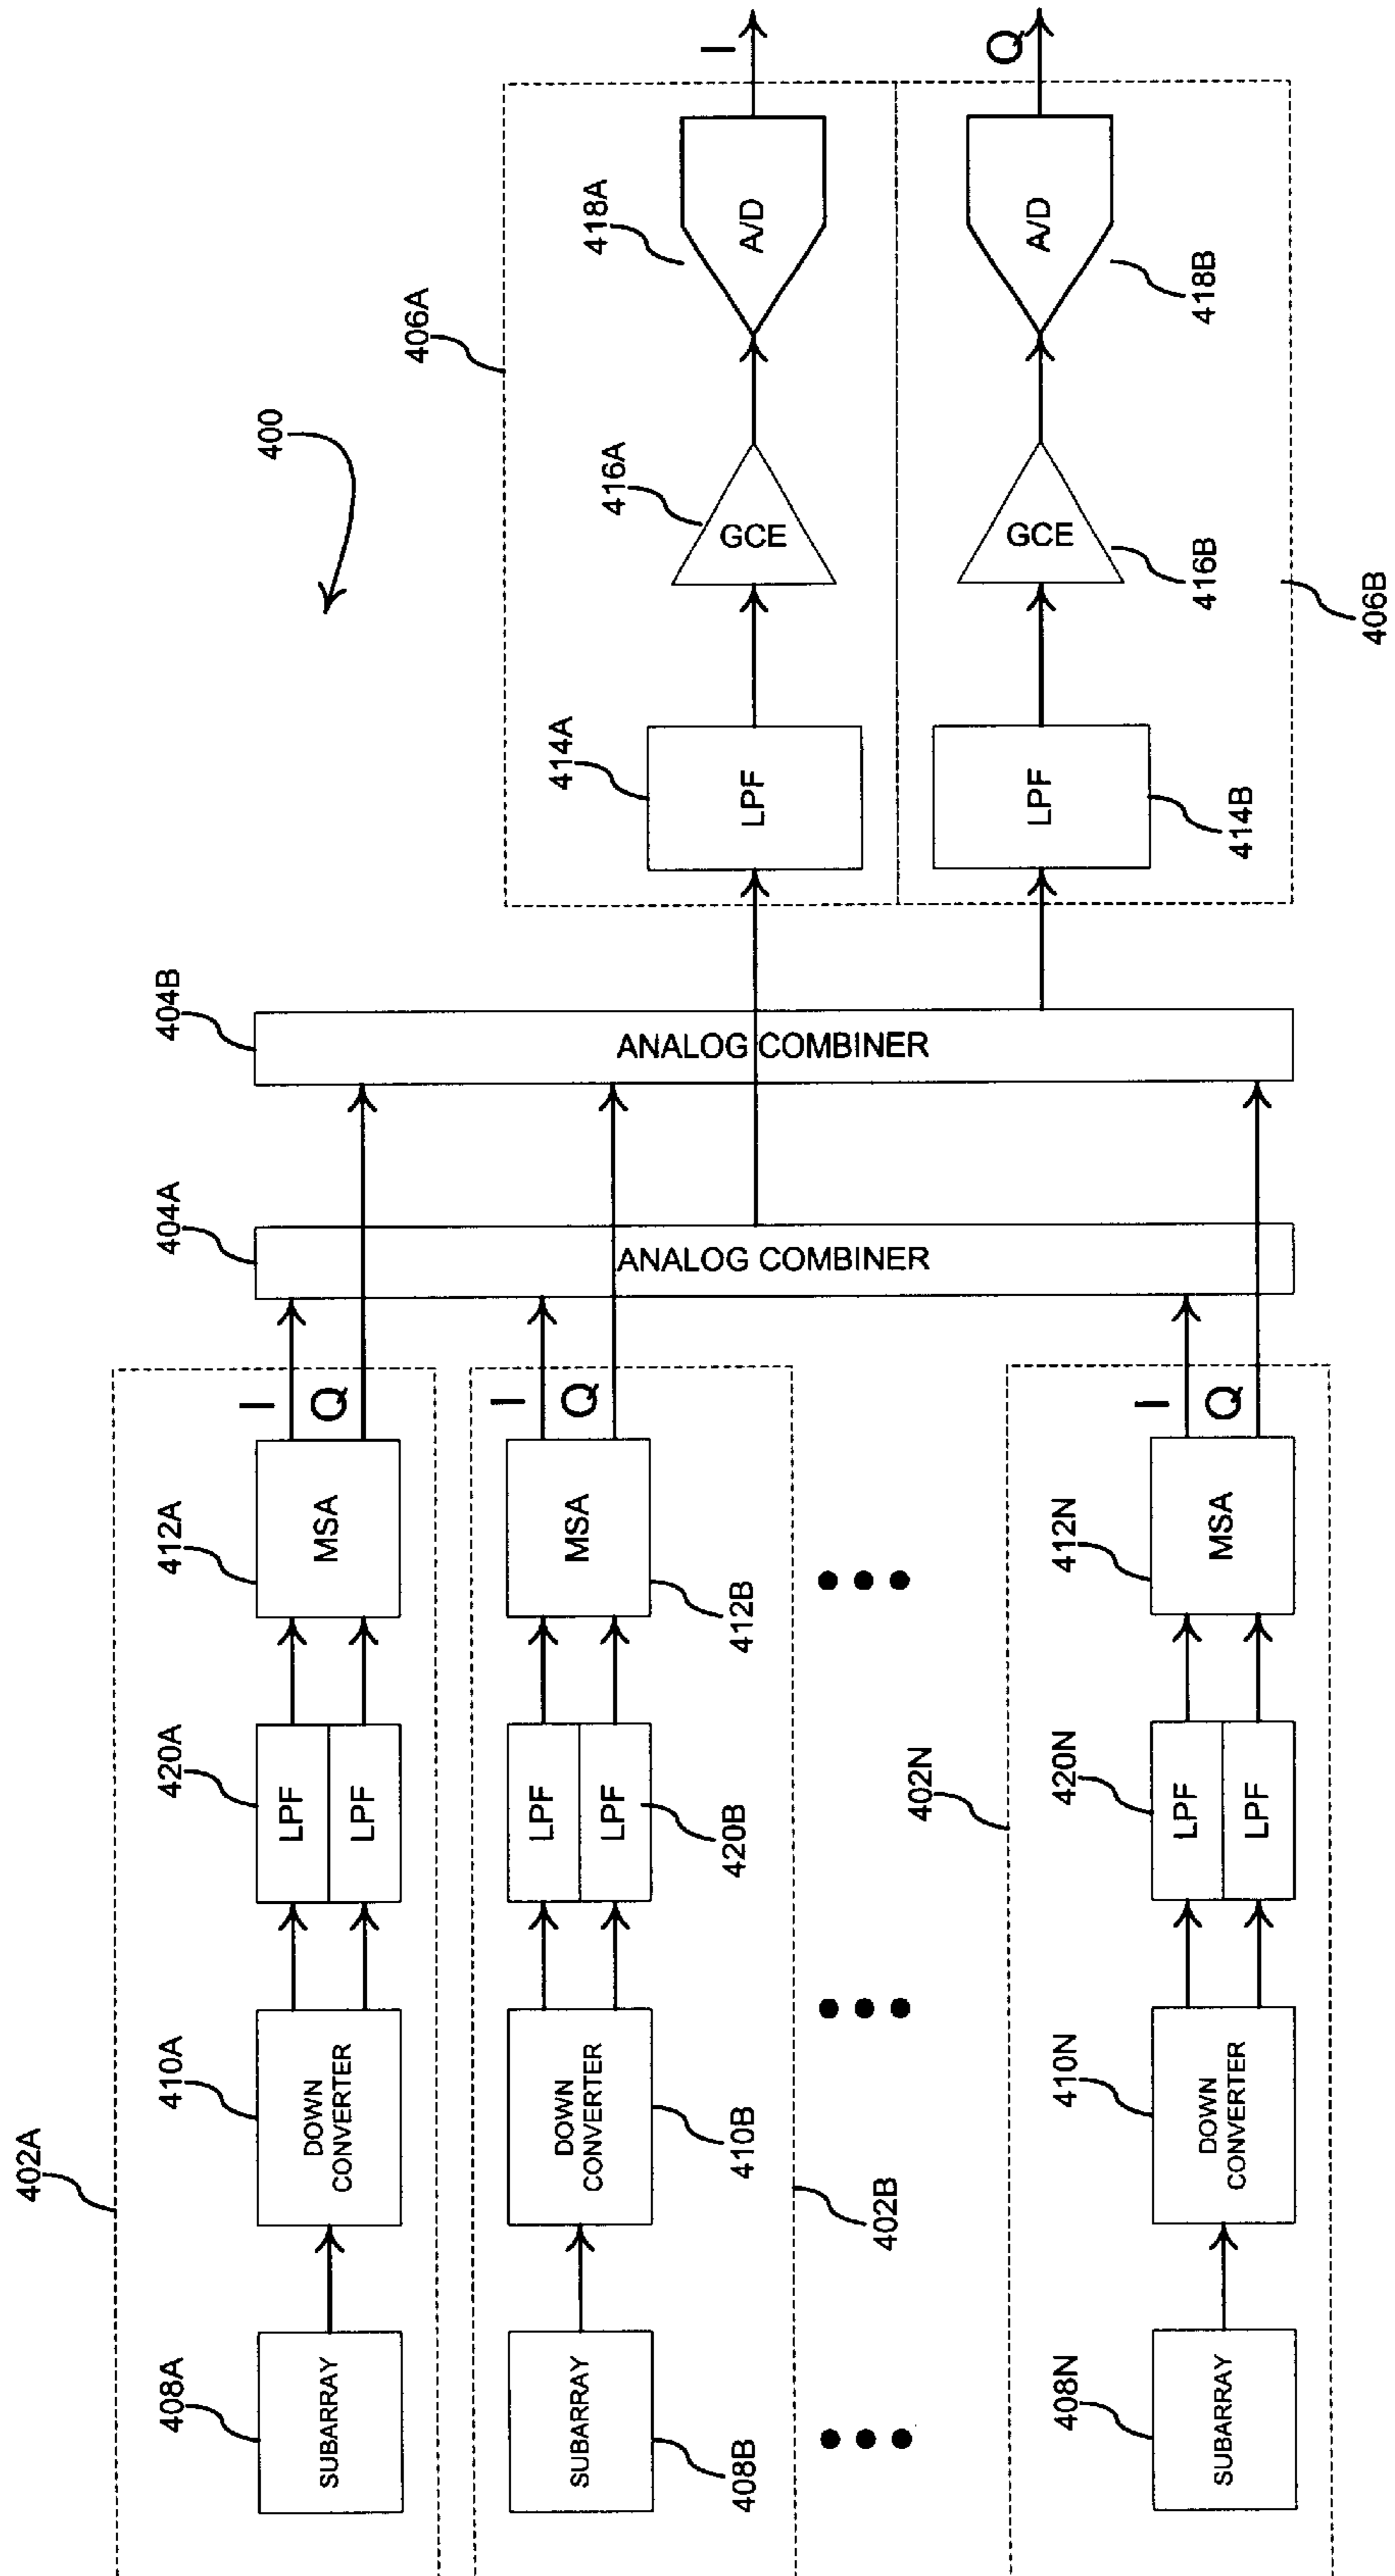 400
402A
408A
SUBARRAY
410A
DOWN
CONVERTER
420A
LPF
LPF
412A
MSA
I
Q
408B
SUBARRAY
410B
DOWN
CONVERTER
420B
LPF
LPF
412B
MSA
I
Q
402B
402N
408N
SUBARRAY
410N
DOWN
CONVERTER
420N
LPF
LPF
412N
MSA
I
Q
404A
ANALOG COMBINER
404B
ANALOG COMBINER
406A
414A
LPF
416A
GCE
418A
A/D
I
LPF
414B
GCE
416B
A/D
418B
Q
406B